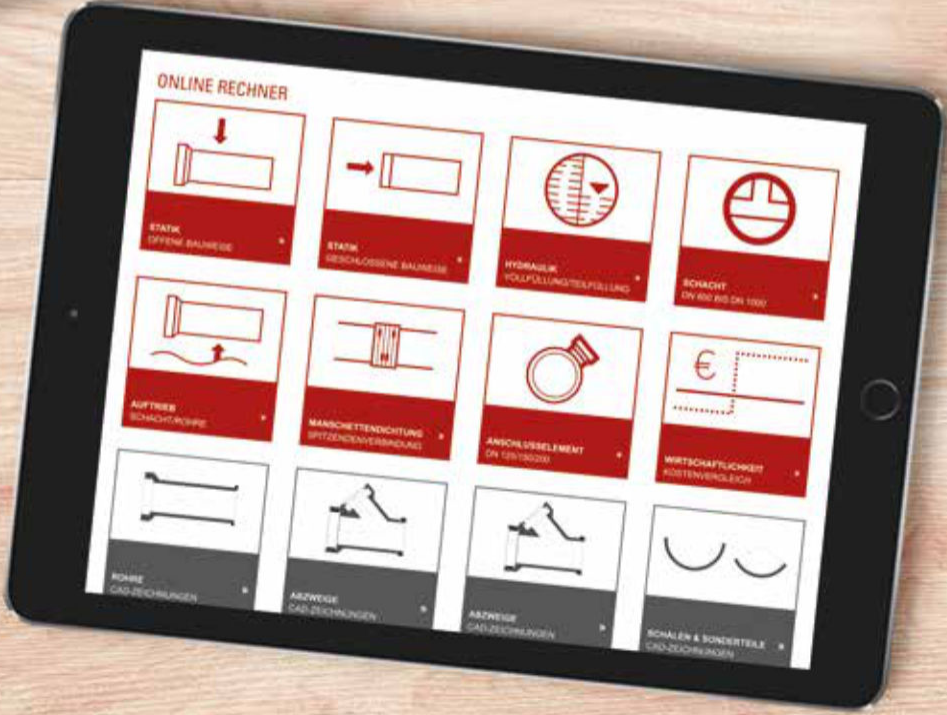 ONLINE RECHNER
STATIK
OFFENE BAUWEISE
STATIK
GESCHLOSSENE BAUWEISE
HYDRAULIK
VOLLFÜLLUNG/TEILFÜLLUNG
SCHACHT
DN 600 BIS DN 1000
AUFTRIEB
SCHACHT/ROHRE
MANSCHETTENDICHTUNG
SPITZENDENVERBINDUNG
ANSCHLUSSELEMENT
DN 125/150/200
€
WIRTSCHAFTLICHKEIT
KOSTENVERGLEICH
ROHRE
CAD-ZEICHNUNGEN
ABZWEIGE
CAD-ZEICHNUNGEN
ABZWEIGE
CAD-ZEICHNUNGEN
SCHALEN & SONDERTEILE
CAD-ZEICHNUNGEN